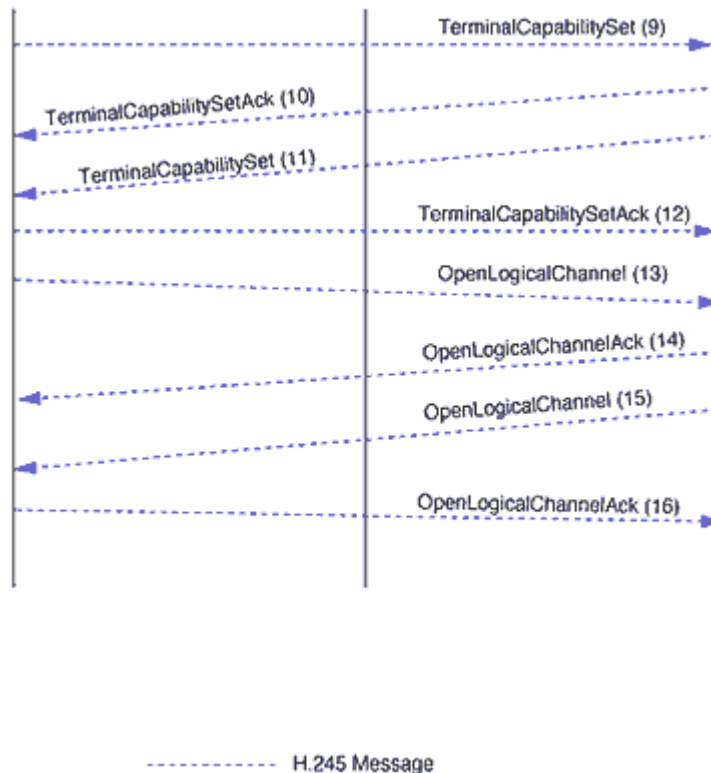 TerminalCapabilitySet (9)
TerminalCapabilitySetAck (10)
TerminalCapabilitySet (11)
TerminalCapabilitySetAck (12)
OpenLogicalChannel (13)
OpenLogicalChannelAck (14)
OpenLogicalChannel (15)
OpenLogicalChannelAck (16)
H.245 Message